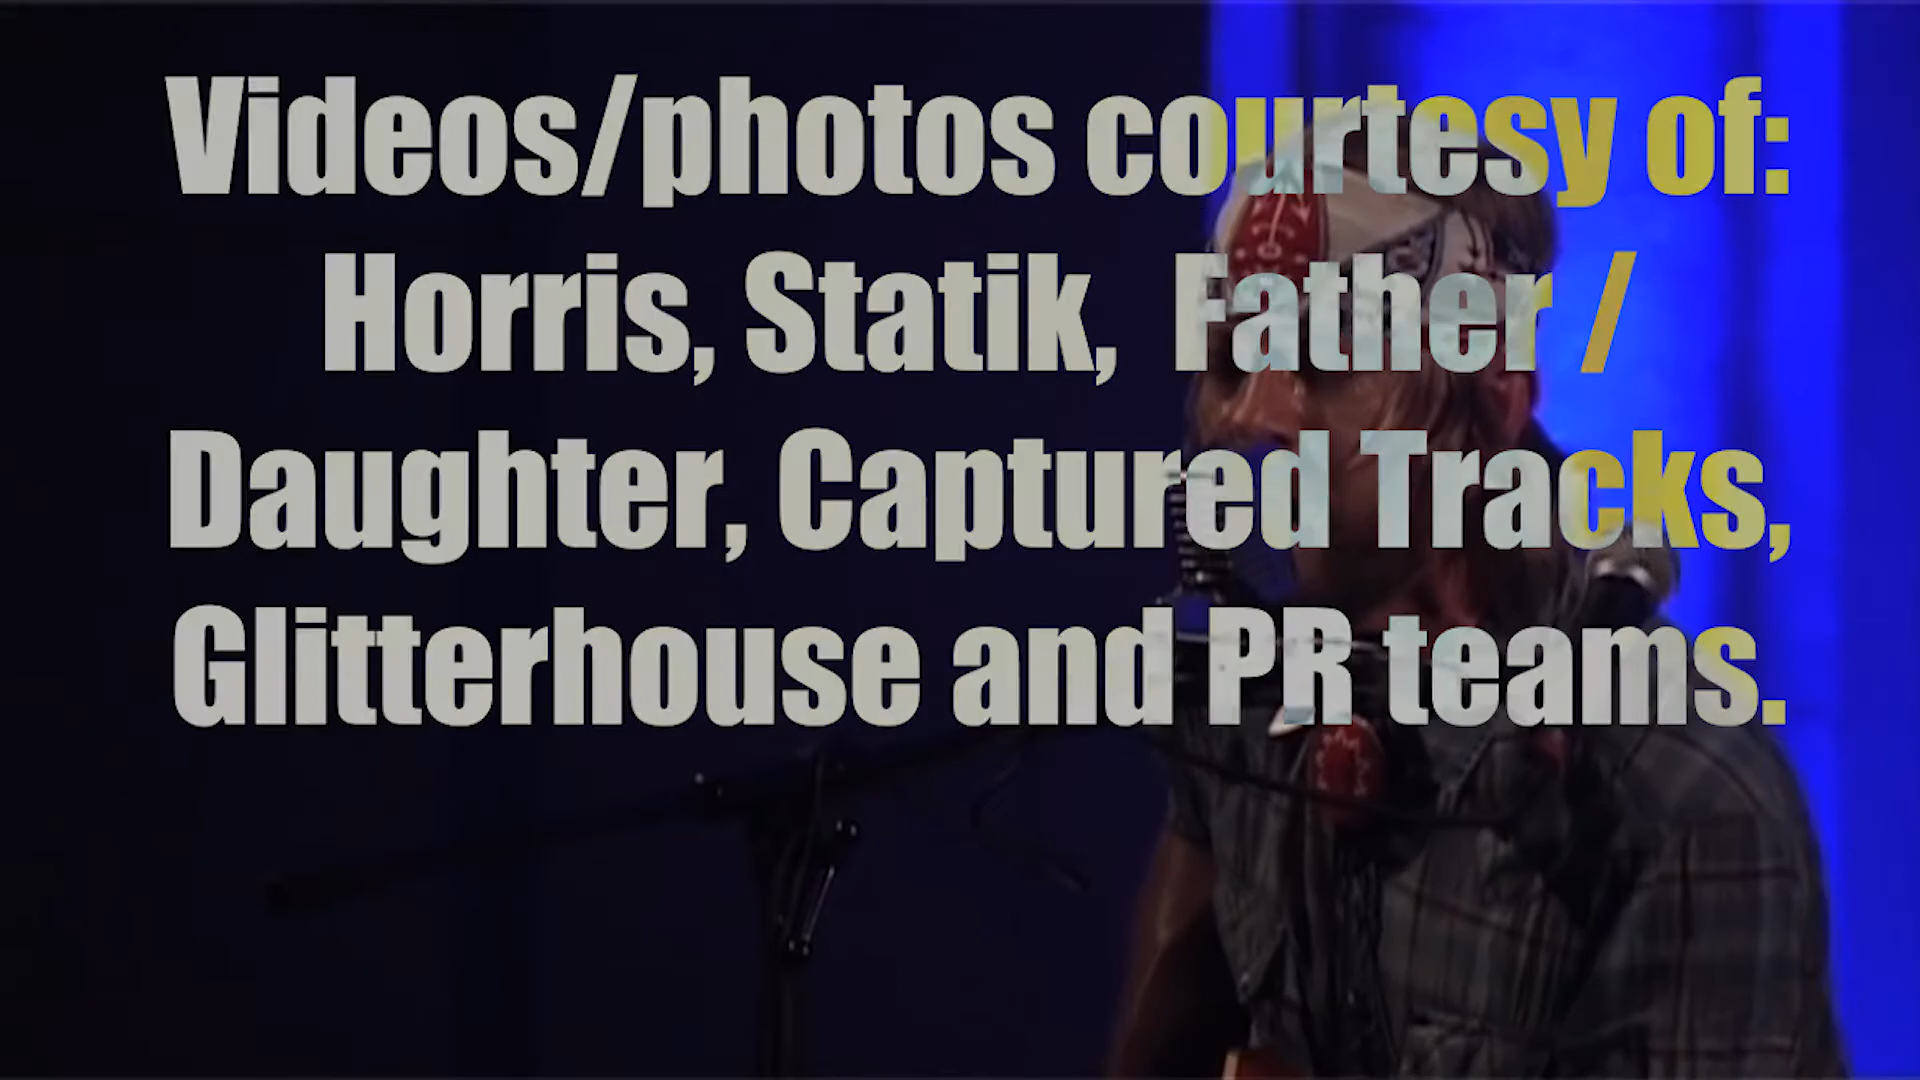 Videos/photos courtesy of:
Horris, Statik, Father /
Daughter, Captured Tracks,
Glitterhouse and PR teams.